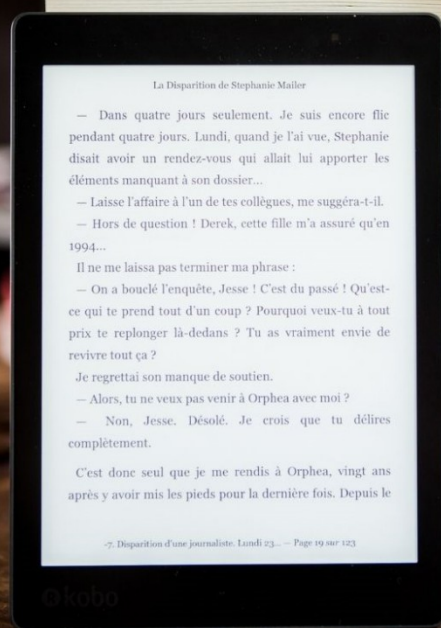 La Disparition de Stephanie Mailer
— Dans quatre jours seulement. Je suis encore flic
pendant quatre jours. Lundi, quand je l'ai vue, Stephanie
disait avoir un rendez-vous qui allait lui apporter les
éléments manquant à son dossier...
— Laisse l'affaire à l'un de tes collègues, me suggéra-t-il.
— Hors de question ! Derek, cette fille m'a assuré qu'en
1994...
Il ne me laissa pas terminer ma phrase :
— On a bouclé l'enquête, Jesse ! C'est du passé ! Qu'est-
ce qui te prend tout d'un coup ? Pourquoi veux-tu à tout
prix te replonger là-dedans ? Tu as vraiment envie de
revivre tout ça ?
Je regrettai son manque de soutien.
— Alors, tu ne veux pas venir à Orphea avec moi ?
— Non, Jesse. Désolé. Je crois que tu délires
complètement.
C'est donc seul que je me rendis à Orphea, vingt ans
après y avoir mis les pieds pour la dernière fois. Depuis le
-7. Disparition d'une journaliste. Lundi 23... — Page 19 sur 123
kobo